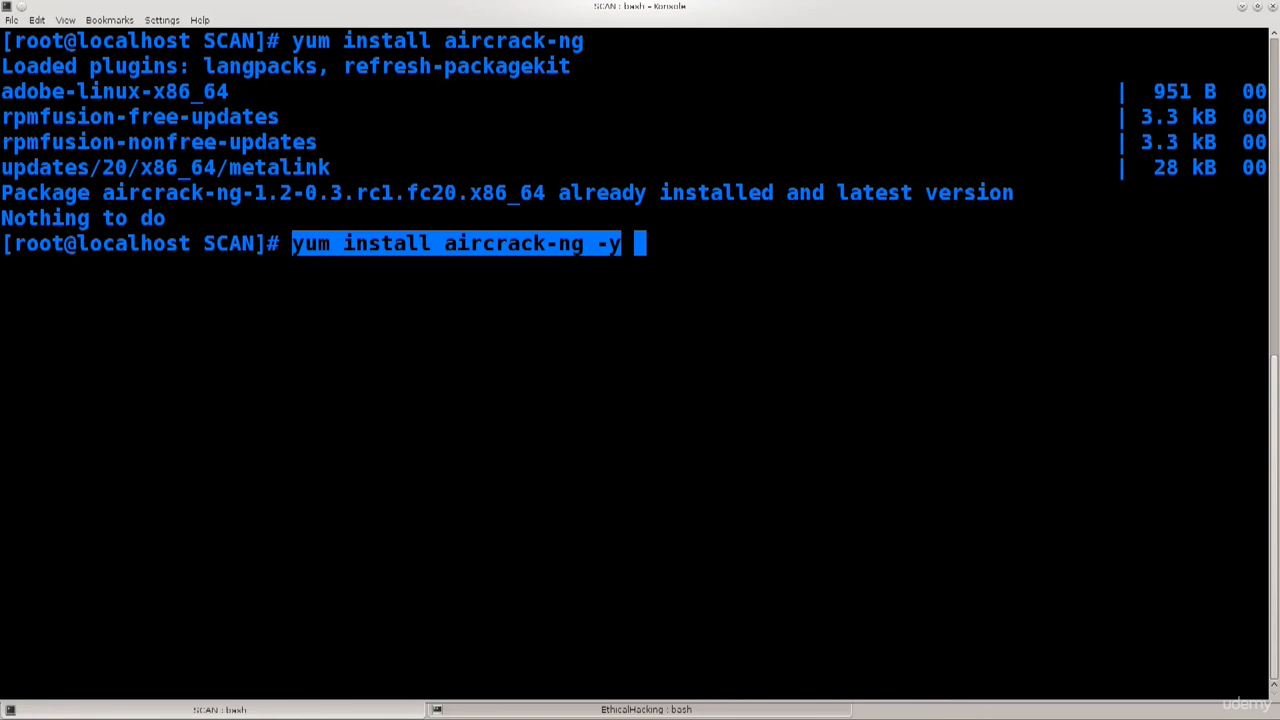 SCAN : bash – Konsole
File Edit View Bookmarks Settings Help
[root@localhost SCAN]# yum install aircrack-ng
Loaded plugins: langpacks, refresh-packagekit
adobe-linux-x86_64 | 951 B 00
rpmfusion-free-updates | 3.3 kB 00
rpmfusion-nonfree-updates | 3.3 kB 00
updates/20/x86_64/metalink | 28 kB 00
Package aircrack-ng-1.2-0.3.rc1.fc20.x86_64 already installed and latest version
Nothing to do
[root@localhost SCAN]# yum install aircrack-ng -y
SCAN : bash EthicalHacking : bash
udemy